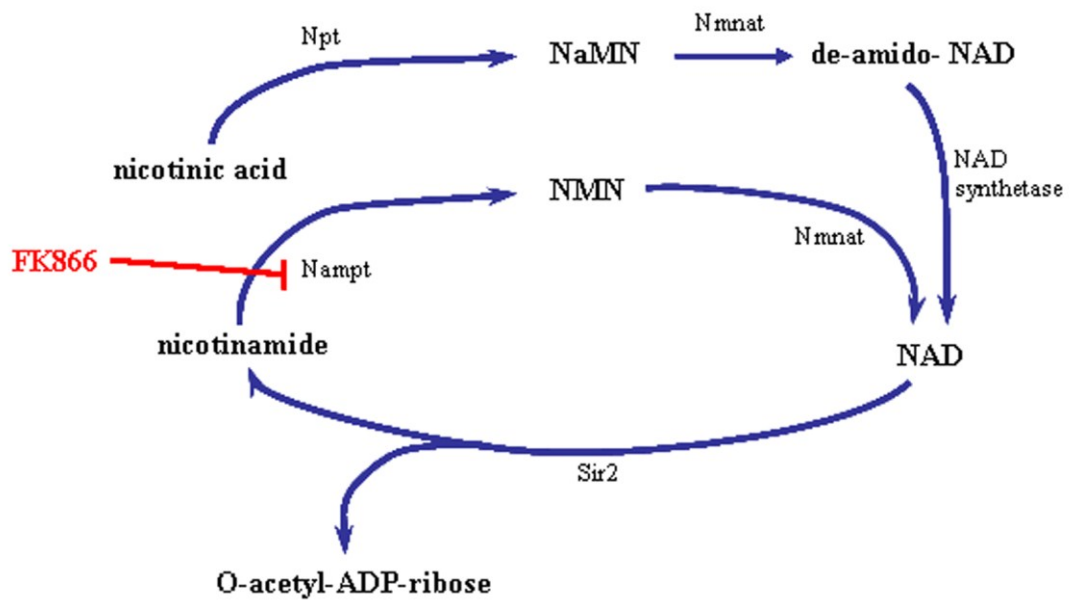 Npt
Nmnat
NaMN
de-amido- NAD
nicotinic acid
NAD
synthetase
NMN
Nmnat
FK866
Nampt
nicotinamide
NAD
Sir2
O-acetyl-ADP-ribose